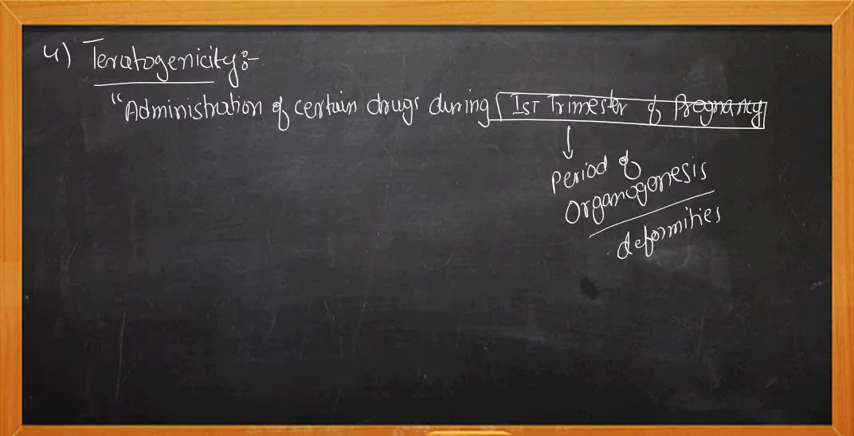 4) Teratogenicity:-
"Administration of certain drugs during 1st Trimester of Pregnancy
Period of
Organogenesis
deformities